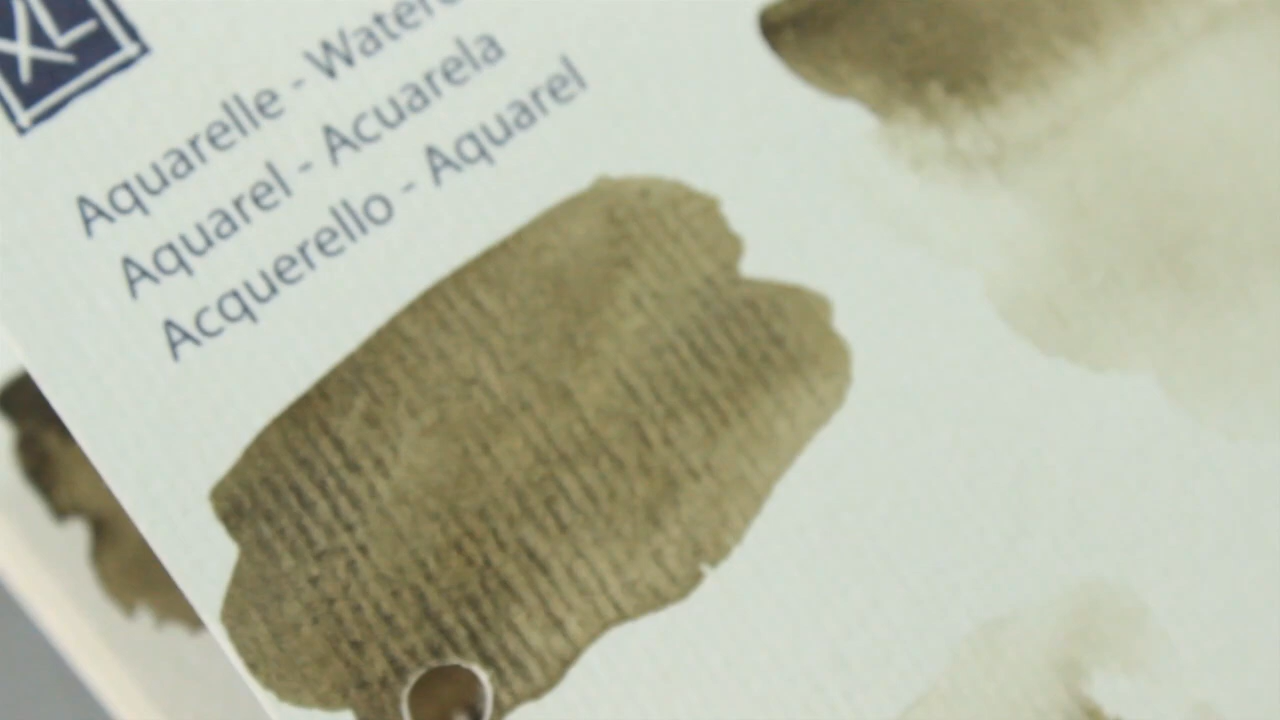 XL
Aquarelle - Water
Aquarel - Acuarela
Acquerello - Aquarel